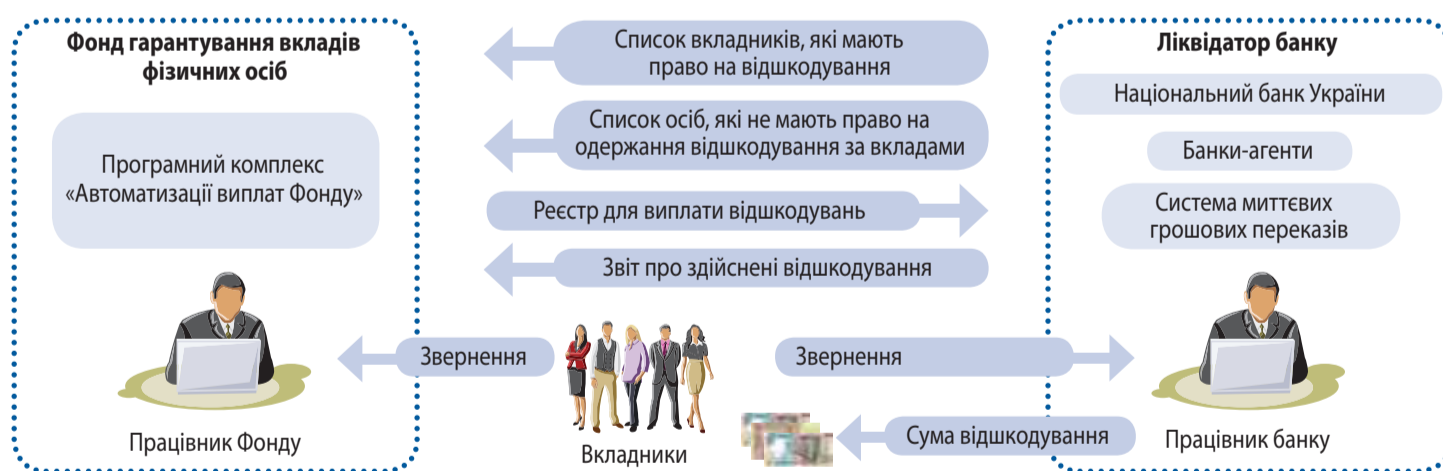 Фонд гарантування вкладів
фізичних осіб
Програмний комплекс
«Автоматизації виплат Фонду»
Працівник Фонду
Список вкладників, які мають
право на відшкодування
Список осіб, які не мають право на
одержання відшкодування за вкладами
Реєстр для виплати відшкодувань
Звіт про здійснені відшкодування
Звернення
Вкладники
Звернення
Сума відшкодування
Ліквідатор банку
Національний банк України
Банки-агенти
Система миттєвих
грошових переказів
Працівник банку